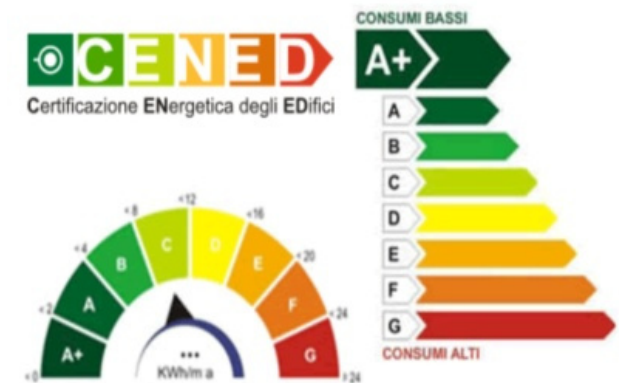 CENED
Certificazione ENergetica degli EDifici
CONSUMI BASSI
A+
A
B
C
D
E
F
G
CONSUMI ALTI
<0
A+
<2
A
<4
B
<8
C
<12
D
<16
E
<20
F
<24
G
≥24
...
KWh/m a